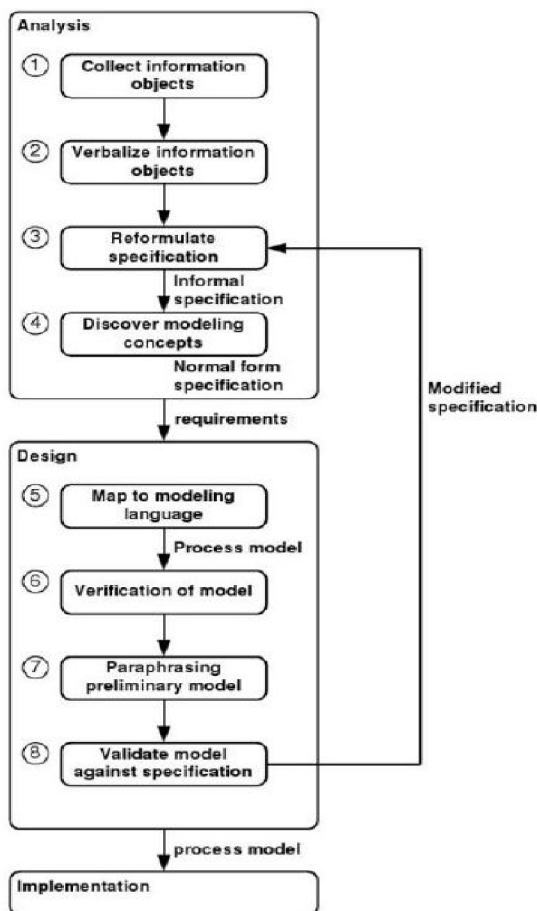 Analysis
1
Collect information
objects
2
Verbalize information
objects
3
Reformulate
specification
Informal
specification
4
Discover modeling
concepts
Normal form
specification
Modified
specification
requirements
Design
5
Map to modeling
language
Process model
6
Verification of model
7
Paraphrasing
preliminary model
8
Validate model
against specification
process model
Implementation